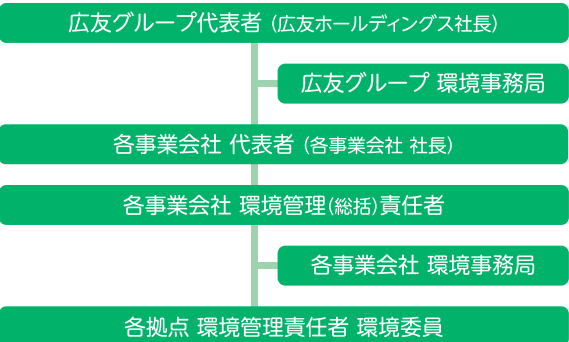 広友グループ代表者（広友ホールディングス社長）
広友グループ 環境事務局
各事業会社 代表者（各事業会社 社長）
各事業会社 環境管理（総括）責任者
各事業会社 環境事務局
各拠点 環境管理責任者 環境委員